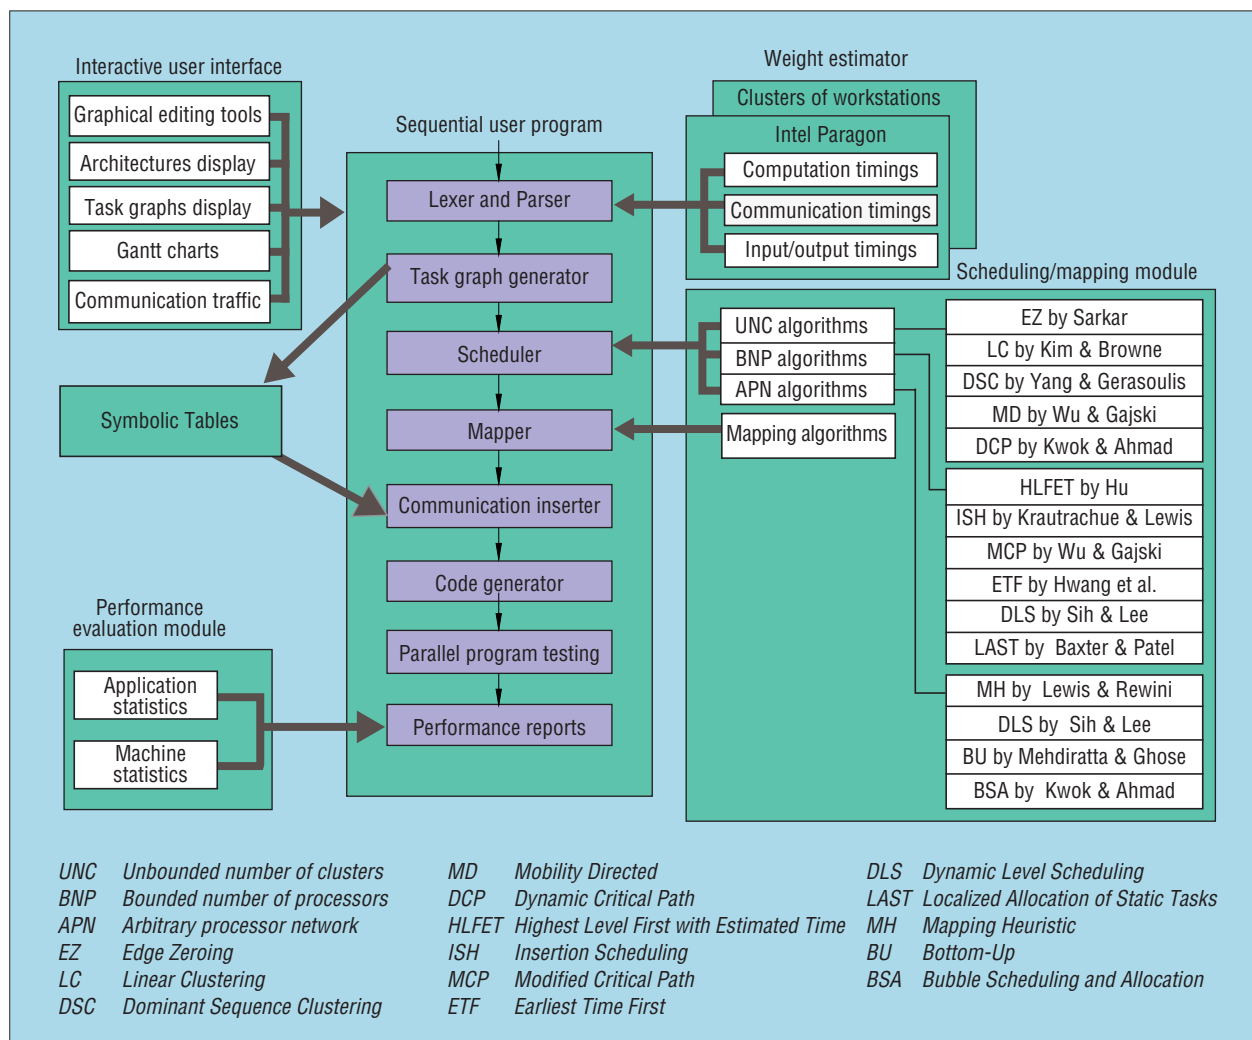 Interactive user interface
Graphical editing tools
Architectures display
Task graphs display
Gantt charts
Communication traffic
Symbolic Tables
Performance
evaluation module
Application
statistics
Machine
statistics
Sequential user program
Lexer and Parser
Task graph generator
Scheduler
Mapper
Communication inserter
Code generator
Parallel program testing
Performance reports
Weight estimator
Clusters of workstations
Intel Paragon
Computation timings
Communication timings
Input/output timings
Scheduling/mapping module
UNC algorithms
BNP algorithms
APN algorithms
Mapping algorithms
EZ by Sarkar
LC by Kim & Browne
DSC by Yang & Gerasoulis
MD by Wu & Gajski
DCP by Kwok & Ahmad
HLFET by Hu
ISH by Krautrachue & Lewis
MCP by Wu & Gajski
ETF by Hwang et al.
DLS by Sih & Lee
LAST by Baxter & Patel
MH by Lewis & Rewini
DLS by Sih & Lee
BU by Mehdiratta & Ghose
BSA by Kwok & Ahmad
UNC Unbounded number of clusters
BNP Bounded number of processors
APN Arbitrary processor network
EZ Edge Zeroing
LC Linear Clustering
DSC Dominant Sequence Clustering
MD Mobility Directed
DCP Dynamic Critical Path
HLFET Highest Level First with Estimated Time
ISH Insertion Scheduling
MCP Modified Critical Path
ETF Earliest Time First
DLS Dynamic Level Scheduling
LAST Localized Allocation of Static Tasks
MH Mapping Heuristic
BU Bottom-Up
BSA Bubble Scheduling and Allocation